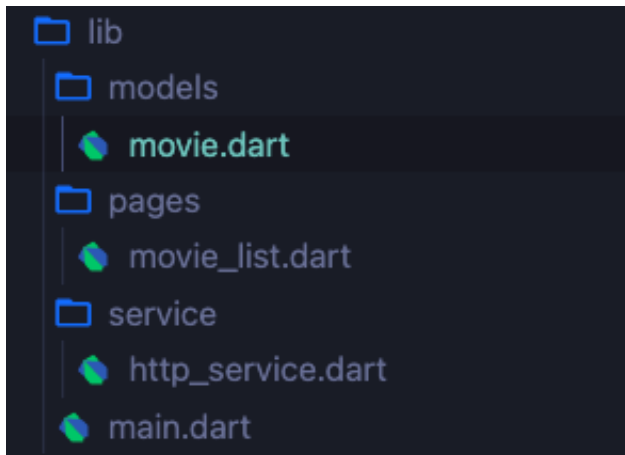 lib
models
movie.dart
pages
movie_list.dart
service
http_service.dart
main.dart